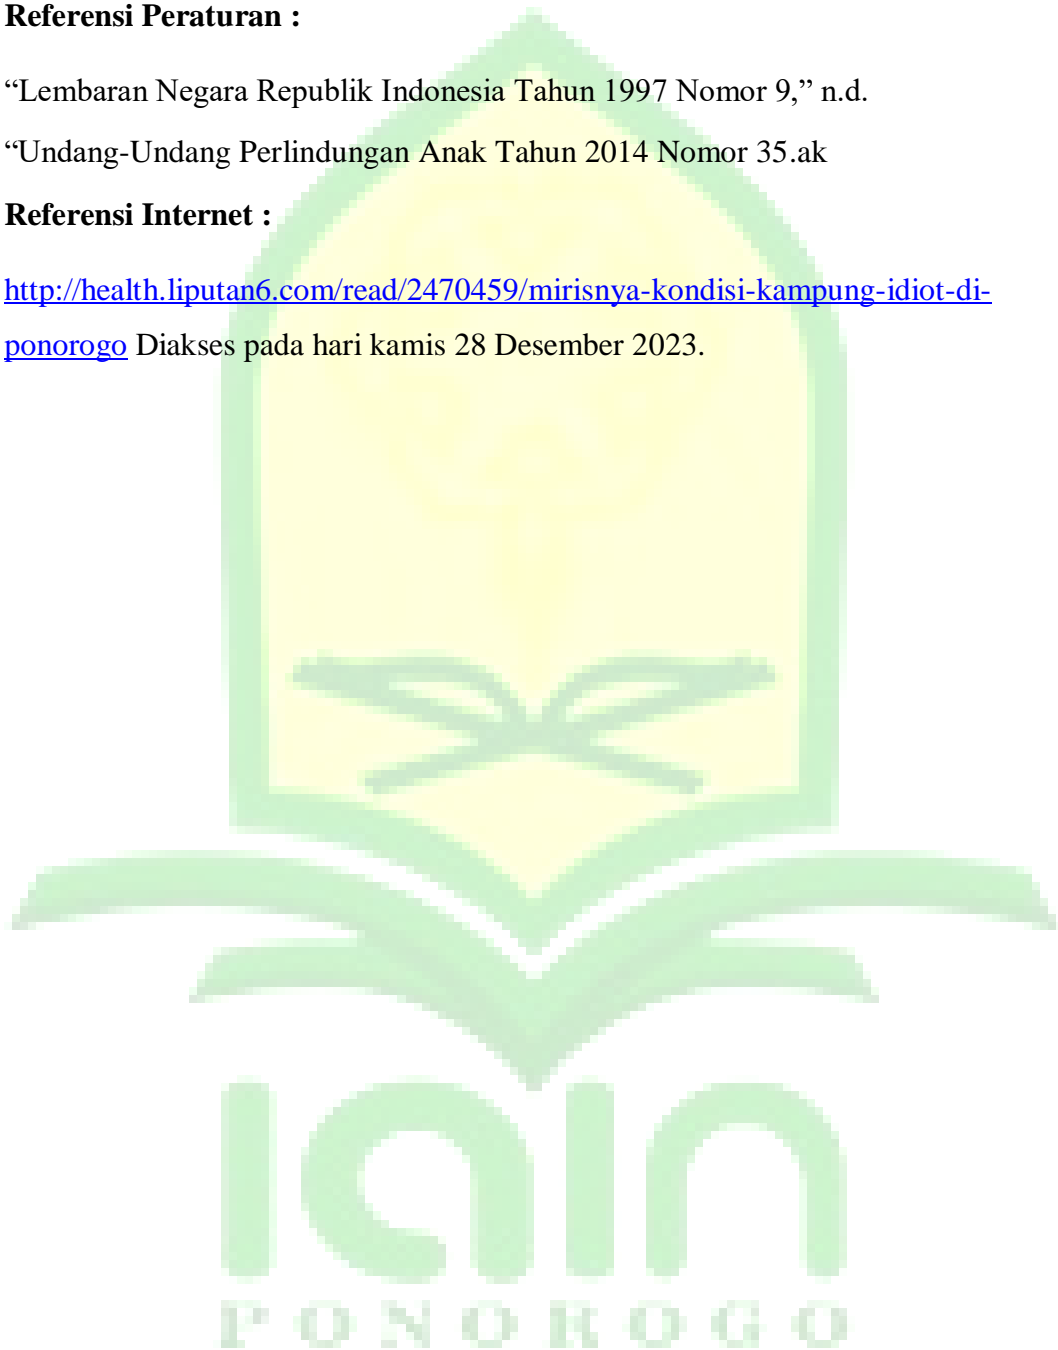 Referensi Peraturan :
“Lembaran Negara Republik Indonesia Tahun 1997 Nomor 9,” n.d.
“Undang-Undang Perlindungan Anak Tahun 2014 Nomor 35.ak
Referensi Internet :
http://health.liputan6.com/read/2470459/mirisnya-kondisi-kampung-idiot-di-
ponorogo Diakses pada hari kamis 28 Desember 2023.
iain
PONOROGO